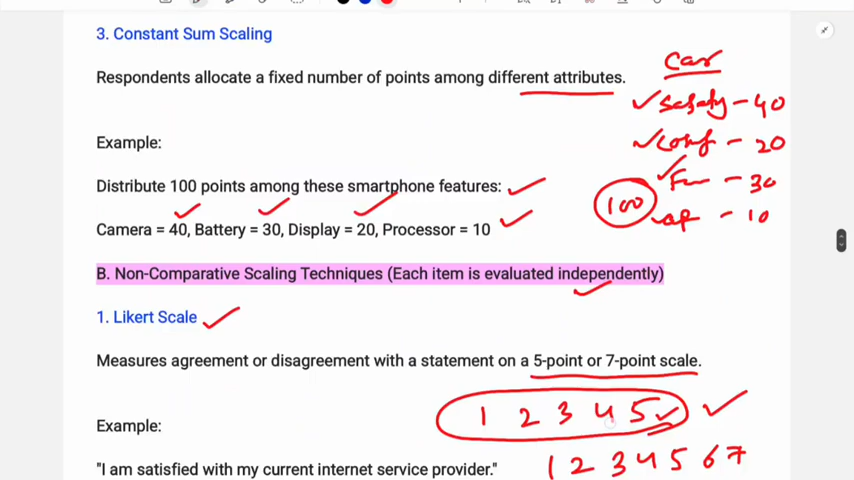 3. Constant Sum Scaling
Respondents allocate a fixed number of points among different attributes.
Car
Safaty - 40
Conf - 20
- 30
100
- 10
Example:
Distribute 100 points among these smartphone features:
Camera = 40, Battery = 30, Display = 20, Processor = 10
B. Non-Comparative Scaling Techniques (Each item is evaluated independently)
1. Likert Scale
Measures agreement or disagreement with a statement on a 5-point or 7-point scale.
1 2 3 4 5
Example:
1 2 3 4 5 6 7
"I am satisfied with my current internet service provider."